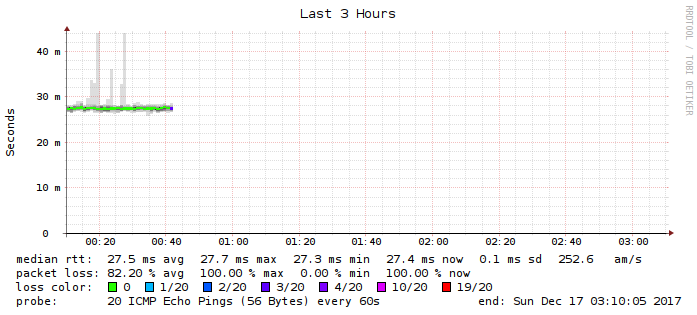 Last 3 Hours
RRDTOOL / TOBI OETIKER
Seconds
40 m
30 m
20 m
10 m
0
00:20 00:40 01:00 01:20 01:40 02:00 02:20 02:40 03:00
median rtt: 27.5 ms avg 27.7 ms max 27.3 ms min 27.4 ms now 0.1 ms sd 252.6 am/s
packet loss: 82.20 % avg 100.00 % max 0.00 % min 100.00 % now
loss color: 0 1/20 2/20 3/20 4/20 10/20 19/20
probe: 20 ICMP Echo Pings (56 Bytes) every 60s end: Sun Dec 17 03:10:05 2017